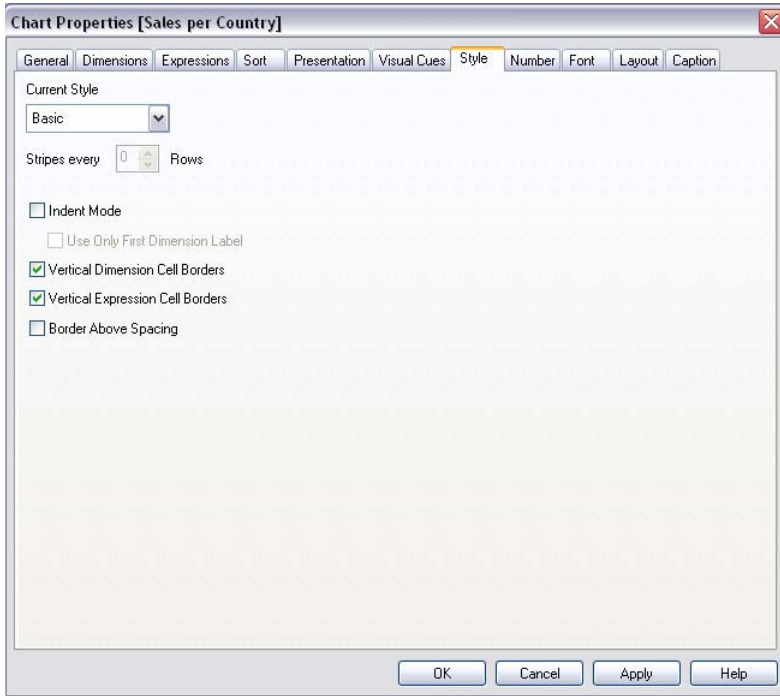 Chart Properties [Sales per Country]
General Dimensions Expressions Sort Presentation Visual Cues Style Number Font Layout Caption
Current Style
Basic
Stripes every 0 Rows
Indent Mode
Use Only First Dimension Label
Vertical Dimension Cell Borders
Vertical Expression Cell Borders
Border Above Spacing
OK Cancel Apply Help